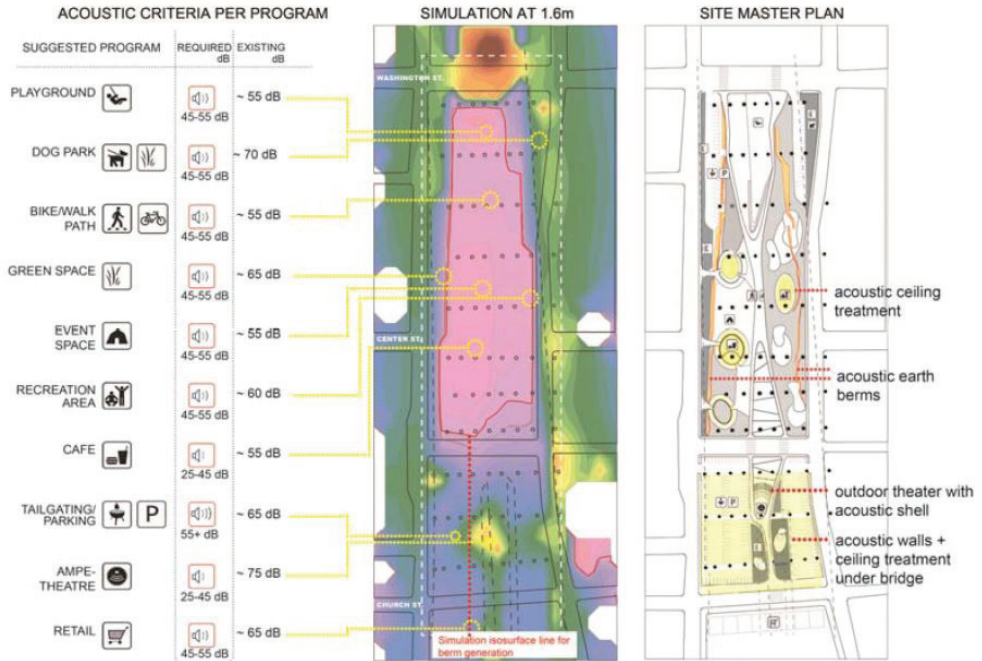 ACOUSTIC CRITERIA PER PROGRAM
SUGGESTED PROGRAM
REQUIRED dB
EXISTING dB
PLAYGROUND
45-55 dB
~ 55 dB
DOG PARK
45-55 dB
~ 70 dB
BIKE/WALK
PATH
45-55 dB
~ 55 dB
GREEN SPACE
45-55 dB
~ 65 dB
EVENT
SPACE
45-55 dB
~ 55 dB
RECREATION
AREA
45-55 dB
~ 60 dB
CAFE
25-45 dB
~ 55 dB
TAILGATING/
PARKING
P
55+ dB
~ 65 dB
AMPE-
THEATRE
25-45 dB
~ 75 dB
RETAIL
45-55 dB
~ 65 dB
SIMULATION AT 1.6m
WASHINGTON ST.
CENTER ST.
CHURCH ST.
Simulation isosurface line for
berm generation
SITE MASTER PLAN
E
P
E
acoustic ceiling
treatment
acoustic earth
berms
P
outdoor theater with
acoustic shell
E
acoustic walls +
ceiling treatment
under bridge